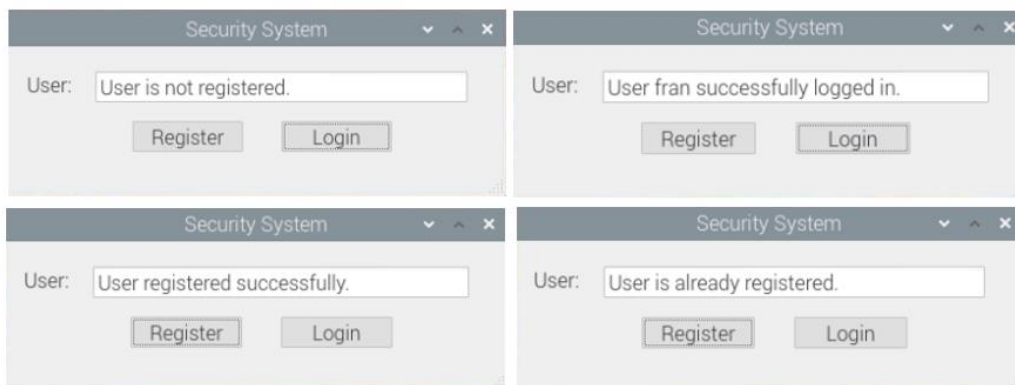 Security System
User: User is not registered.
Register Login
Security System
User: User fran successfully logged in.
Register Login
Security System
User: User registered successfully.
Register Login
Security System
User: User is already registered.
Register Login